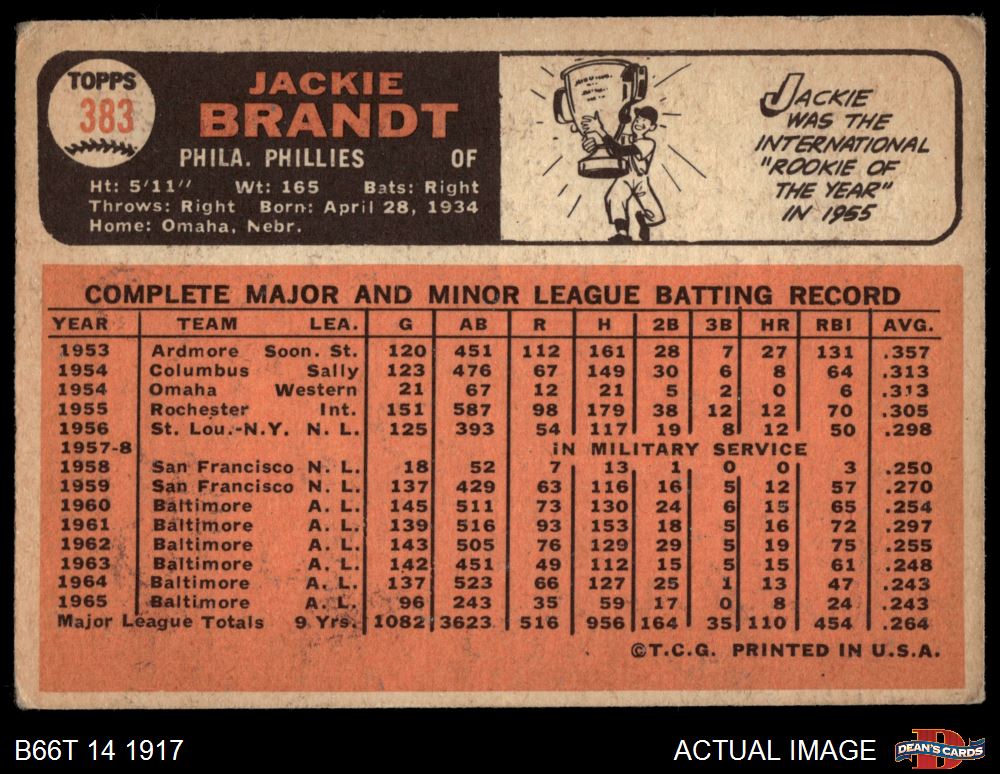 TOPPS
383
JACKIE
BRANDT
PHILA. PHILLIES OF
Ht: 5'11" Wt: 165 Bats: Right
Throws: Right Born: April 28, 1934
Home: Omaha, Nebr.
JACKIE
WAS THE
INTERNATIONAL
"ROOKIE OF
THE YEAR"
IN 1955
COMPLETE MAJOR AND MINOR LEAGUE BATTING RECORD
YEAR TEAM LEA. G AB R H 2B 3B HR RBI AVG.
1953 Ardmore Soon. St. 120 451 112 161 28 7 27 131 .357
1954 Columbus Sally 123 476 67 149 30 6 8 64 .313
1954 Omaha Western 21 67 12 21 5 2 0 6 .313
1955 Rochester Int. 151 587 98 179 38 12 12 70 .305
1956 St. Lou.-N.Y. N. L. 125 393 54 117 19 8 12 50 .298
1957-8 IN MILITARY SERVICE
1958 San Francisco N. L. 18 52 7 13 1 0 0 3 .250
1959 San Francisco N. L. 137 429 63 116 16 5 12 57 .270
1960 Baltimore A. L. 145 511 73 130 24 6 15 65 .254
1961 Baltimore A. L. 139 516 93 153 18 5 16 72 .297
1962 Baltimore A. L. 143 505 76 129 29 5 19 75 .255
1963 Baltimore A. L. 142 451 49 112 15 5 15 61 .248
1964 Baltimore A. L. 137 523 66 127 25 1 13 47 .243
1965 Baltimore A. L. 96 243 35 59 17 0 8 24 .243
Major League Totals 9 Yrs. 1082 3623 516 956 164 35 110 454 .264
©T.C.G. PRINTED IN U.S.A.
B66T 14 1917 ACTUAL IMAGE DEAN'S CARDS